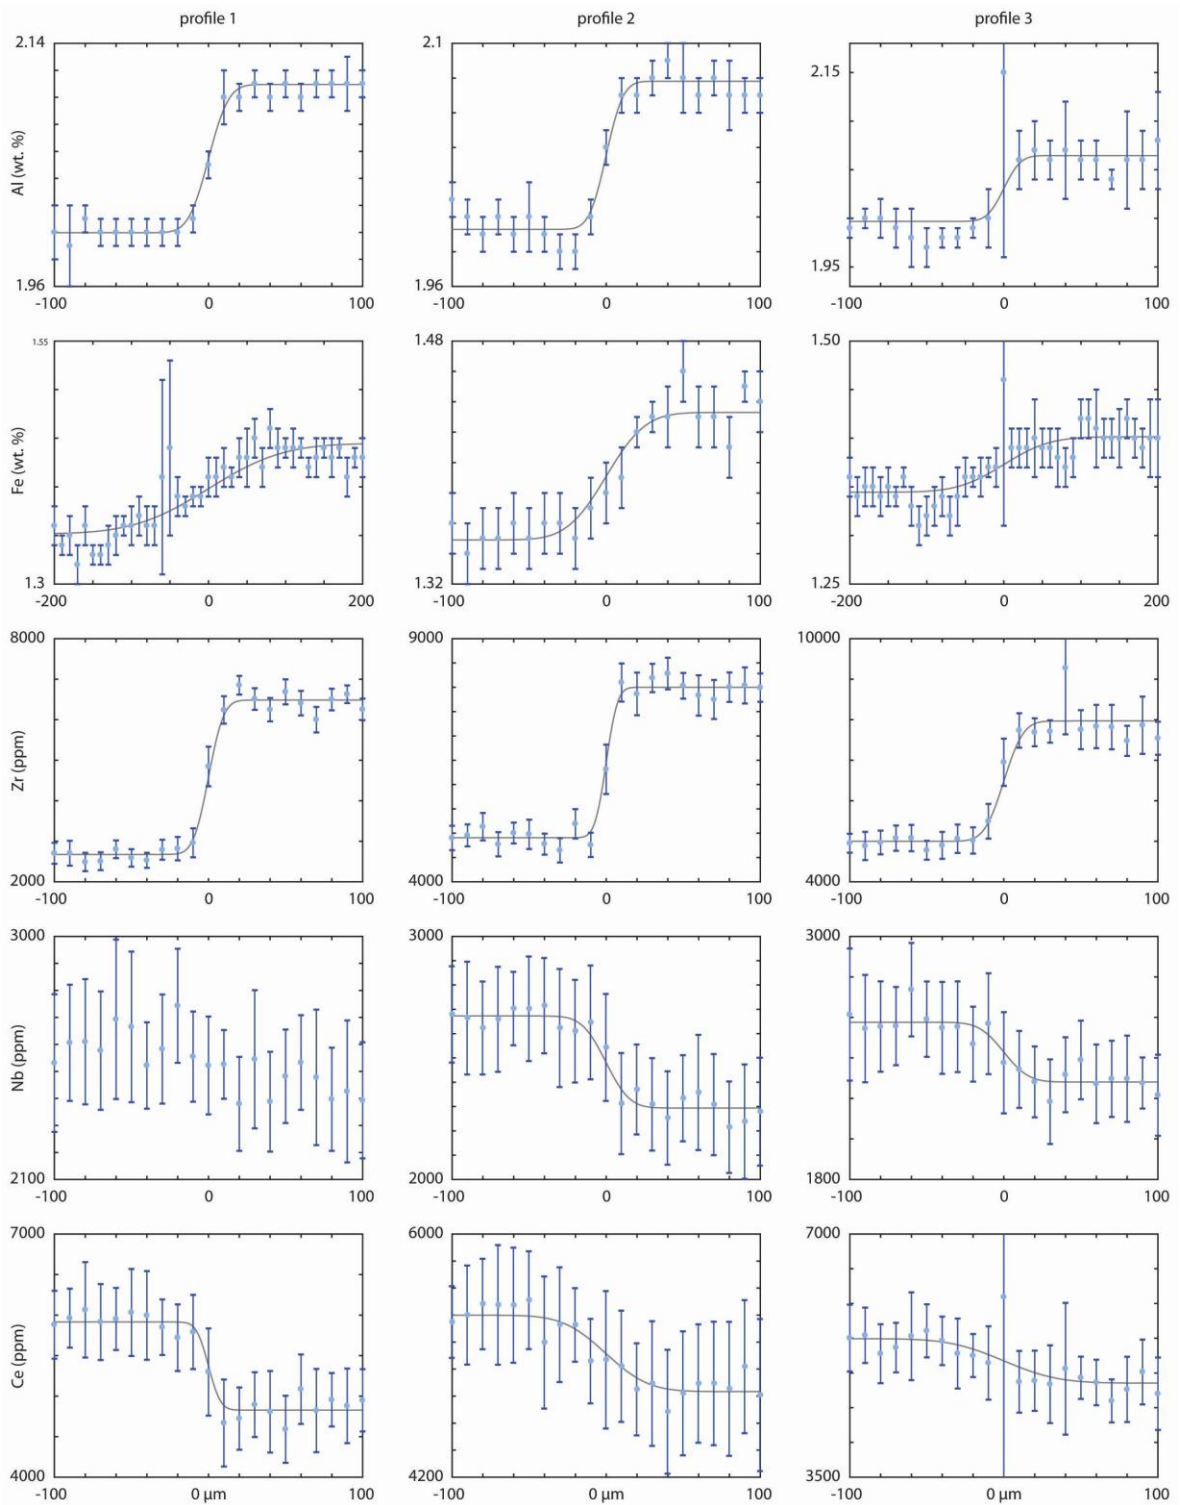 profile 1 profile 2 profile 3
2.14 2.1 2.15
Al (wt. %)
1.96 1.96 1.95
-100 0 100 -100 0 100 -100 0 100
1.55 1.48 1.50
Fe (wt. %)
1.3 1.32 1.25
-200 0 200 -100 0 100 -200 0 200
8000 9000 10000
Zr (ppm)
2000 4000 4000
-100 0 100 -100 0 100 -100 0 100
3000 3000 3000
Nb (ppm)
2100 2000 1800
-100 0 100 -100 0 100 -100 0 100
7000 6000 7000
Ce (ppm)
4000 4200 3500
-100 0 µm 100 -100 0 µm 100 -100 0 µm 100